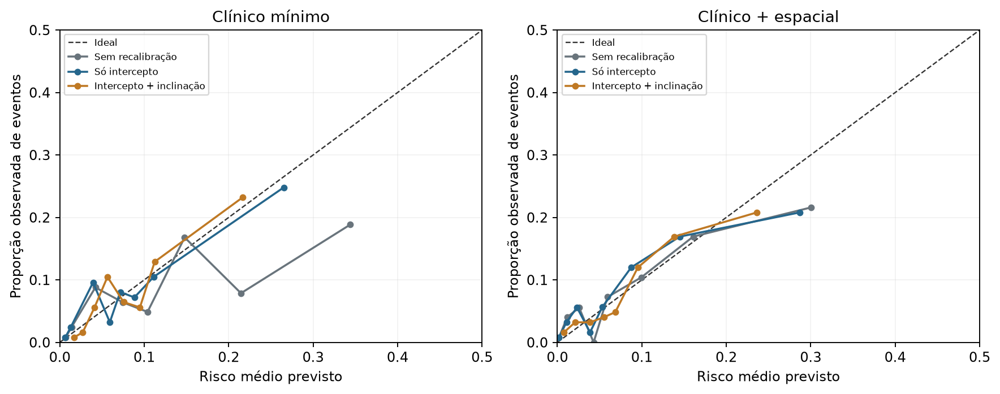 Clínico mínimo
Proporção observada de eventos
0.5
0.4
0.3
0.2
0.1
0.0
Ideal
Sem recalibração
Só intercepto
Intercepto + inclinação
0.0 0.1 0.2 0.3 0.4 0.5
Risco médio previsto
Clínico + espacial
Proporção observada de eventos
0.5
0.4
0.3
0.2
0.1
0.0
Ideal
Sem recalibração
Só intercepto
Intercepto + inclinação
0.0 0.1 0.2 0.3 0.4 0.5
Risco médio previsto